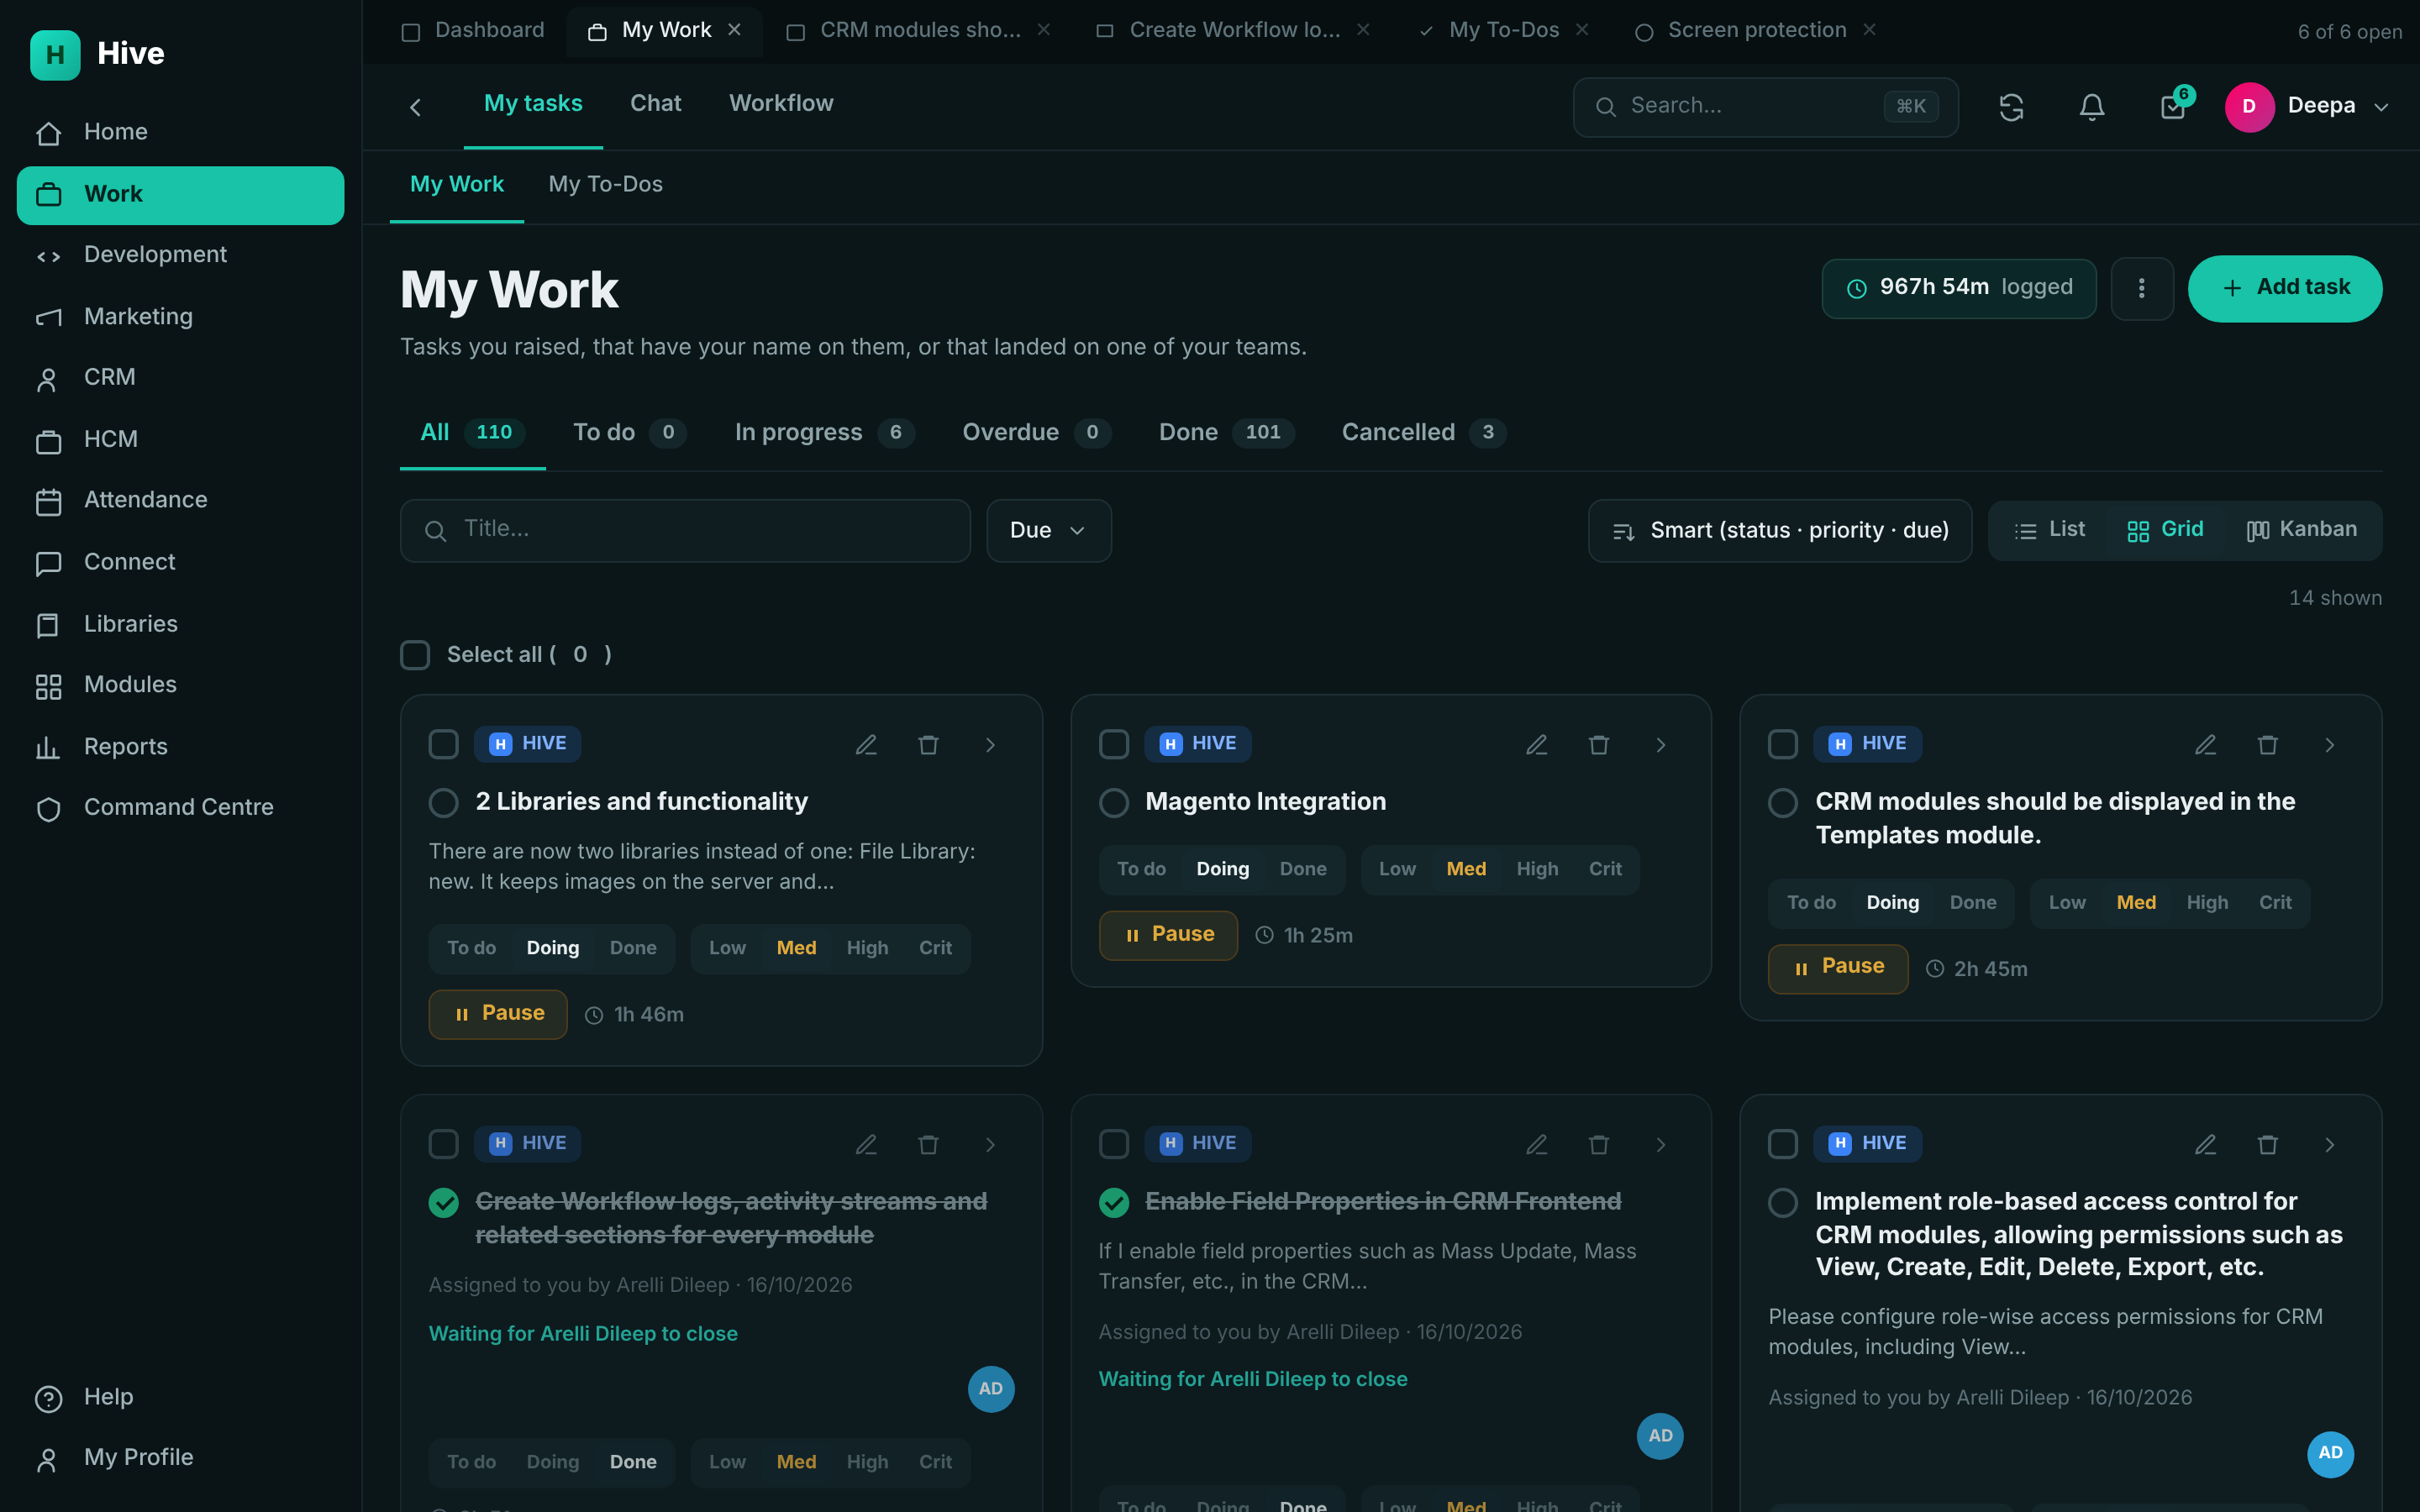 H Hive
Home
Work
Development
Marketing
CRM
HCM
Attendance
Connect
Libraries
Modules
Reports
Command Centre
Help
My Profile
Dashboard My Work CRM modules sho... Create Workflow lo... My To-Dos Screen protection 6 of 6 open
My tasks Chat Workflow Search... ⌘K 6 D Deepa
My Work My To-Dos
My Work
967h 54m logged Add task
Tasks you raised, that have your name on them, or that landed on one of your teams.
All 110 To do 0 In progress 6 Overdue 0 Done 101 Cancelled 3
Title... Due Smart (status · priority · due) List Grid Kanban
14 shown
Select all ( 0 )
H HIVE
2 Libraries and functionality
There are now two libraries instead of one: File Library:
new. It keeps images on the server and...
To do Doing Done Low Med High Crit
Pause 1h 46m
H HIVE
Magento Integration
To do Doing Done Low Med High Crit
Pause 1h 25m
H HIVE
CRM modules should be displayed in the
Templates module.
To do Doing Done Low Med High Crit
Pause 2h 45m
H HIVE
Create Workflow logs, activity streams and
related sections for every module
Assigned to you by Arelli Dileep · 16/10/2026
Waiting for Arelli Dileep to close
AD
To do Doing Done Low Med High Crit
H HIVE
Enable Field Properties in CRM Frontend
If I enable field properties such as Mass Update, Mass
Transfer, etc., in the CRM...
Assigned to you by Arelli Dileep · 16/10/2026
Waiting for Arelli Dileep to close
AD
To do Doing Done Low Med High Crit
H HIVE
Implement role-based access control for
CRM modules, allowing permissions such as
View, Create, Edit, Delete, Export, etc.
Please configure role-wise access permissions for CRM
modules, including View...
Assigned to you by Arelli Dileep · 16/10/2026
AD